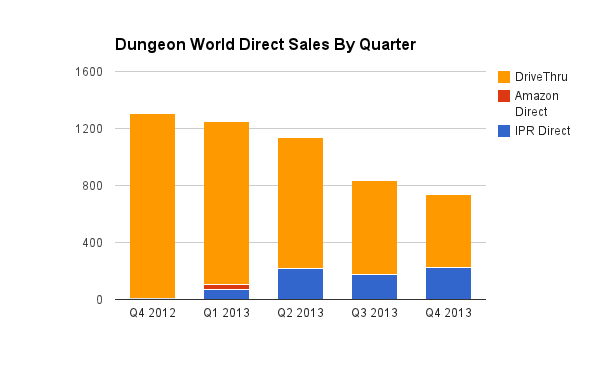 Dungeon World Direct Sales By Quarter
1600
1200
800
400
0
Q4 2012
Q1 2013
Q2 2013
Q3 2013
Q4 2013
DriveThru
Amazon
Direct
IPR Direct